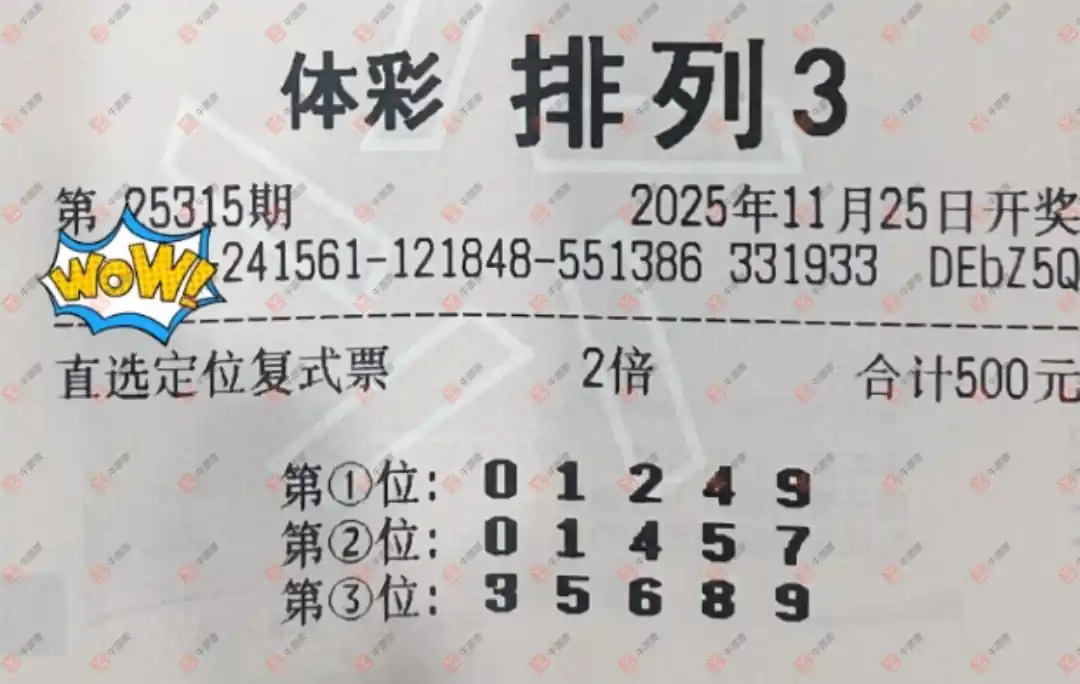 体彩 排列3
第 25315期 2025年11月25日开奖
WOW! 241561-121848-551386 331933 DEbZ5Q
直选定位复式票 2倍 合计500元
第①位: 0 1 2 4 9
第②位: 0 1 4 5 7
第③位: 3 5 6 8 9